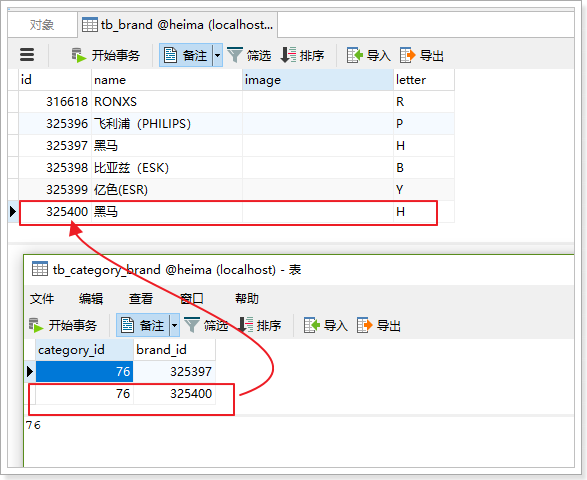 对象 tb_brand @heima (localhost...
开始事务 备注 筛选 排序 导入 导出
id name image letter
316618 RONXS R
325396 飞利浦（PHILIPS） P
325397 黑马 H
325398 比亚兹（ESK） B
325399 亿色(ESR) Y
325400 黑马 H
tb_category_brand @heima (localhost) - 表
文件 编辑 查看 窗口 帮助
开始事务 备注 筛选 排序 导入 导出
category_id brand_id
76 325397
76 325400
76